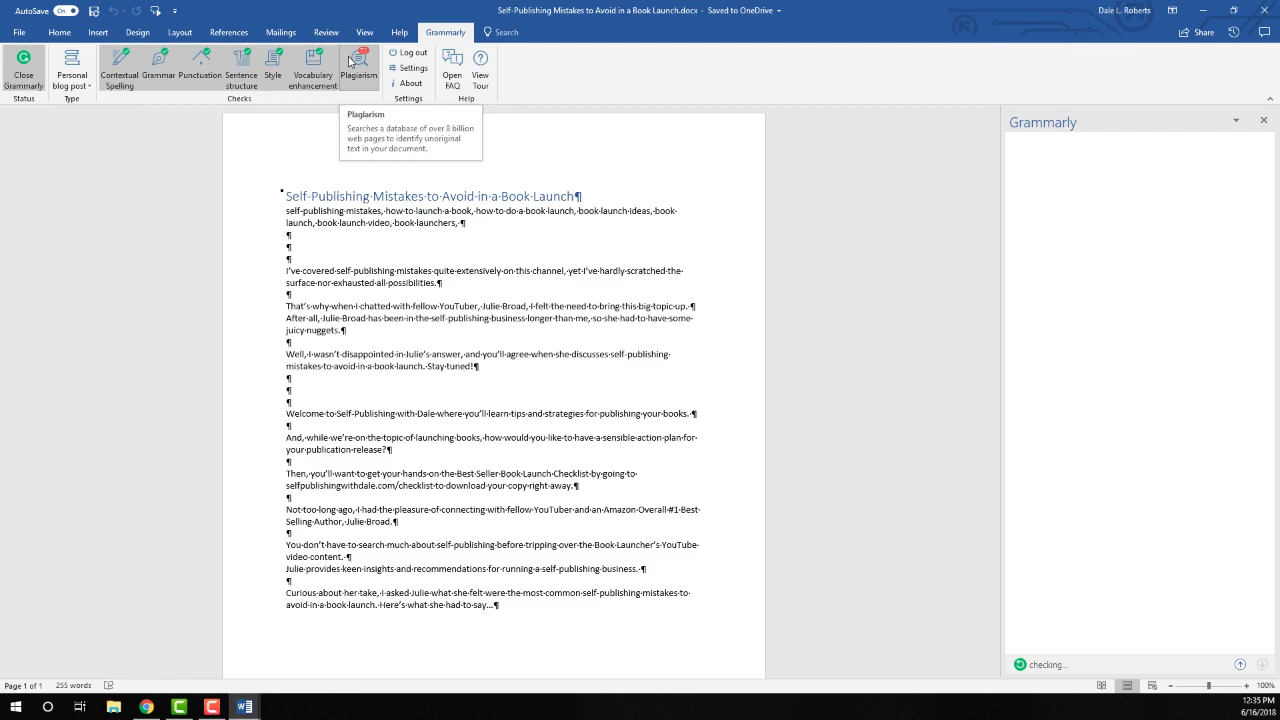 AutoSave On Self-Publishing Mistakes to Avoid in a Book Launch.docx - Saved to OneDrive Dale L. Roberts
File Home Insert Design Layout References Mailings Review View Help Grammarly Search Share
Close Grammarly
Personal blog post
Contextual Spelling
Grammar
Punctuation
Sentence structure
Style
Vocabulary enhancement
Plagiarism
Log out
Settings
About
Open FAQ
View Tour
Status Type Checks Settings Help
Plagiarism
Searches a database of over 8 billion
web pages to identify unoriginal
text in your document.
Grammarly
Self-Publishing·Mistakes·to·Avoid·in·a·Book·Launch¶
self-publishing·mistakes,·how·to·launch·a·book,·how·to·do·a·book·launch,·book·launch·ideas,·book·
launch,·book·launch·video,·book·launchers,·¶
¶
¶
¶
I've·covered·self-publishing·mistakes·quite·extensively·on·this·channel,·yet·I've·hardly·scratched·the·
surface·nor·exhausted·all·possibilities.¶
¶
That's·why·when·I·chatted·with·fellow·YouTuber,·Julie·Broad,·I·felt·the·need·to·bring·this·big·topic·up.·¶
After·all,·Julie·Broad·has·been·in·the·self-publishing·business·longer·than·me,·so·she·had·to·have·some·
juicy·nuggets.¶
¶
Well,·I·wasn't·disappointed·in·Julie's·answer,·and·you'll·agree·when·she·discusses·self-publishing·
mistakes·to·avoid·in·a·book·launch.·Stay·tuned!¶
¶
¶
¶
Welcome·to·Self-Publishing·with·Dale·where·you'll·learn·tips·and·strategies·for·publishing·your·books.·¶
¶
And,·while·we're·on·the·topic·of·launching·books,·how·would·you·like·to·have·a·sensible·action·plan·for·
your·publication·release?¶
¶
Then,·you'll·want·to·get·your·hands·on·the·Best·Seller·Book·Launch·Checklist·by·going·to·
selfpublishingwithdale.com/checklist·to·download·your·copy·right·away.¶
¶
Not·too·long·ago,·I·had·the·pleasure·of·connecting·with·fellow·YouTuber·and·an·Amazon·Overall·#1·Best·
Selling·Author,·Julie·Broad.¶
¶
You·don't·have·to·search·much·about·self-publishing·before·tripping·over·the·Book·Launcher's·YouTube·
video·content.·¶
Julie·provides·keen·insights·and·recommendations·for·running·a·self-publishing·business.·¶
¶
Curious·about·her·take,·I·asked·Julie·what·she·felt·were·the·most·common·self-publishing·mistakes·to·
avoid·in·a·book·launch.·Here's·what·she·had·to·say...¶
checking...
Page 1 of 1 255 words 100%
12:35 PM
6/16/2018